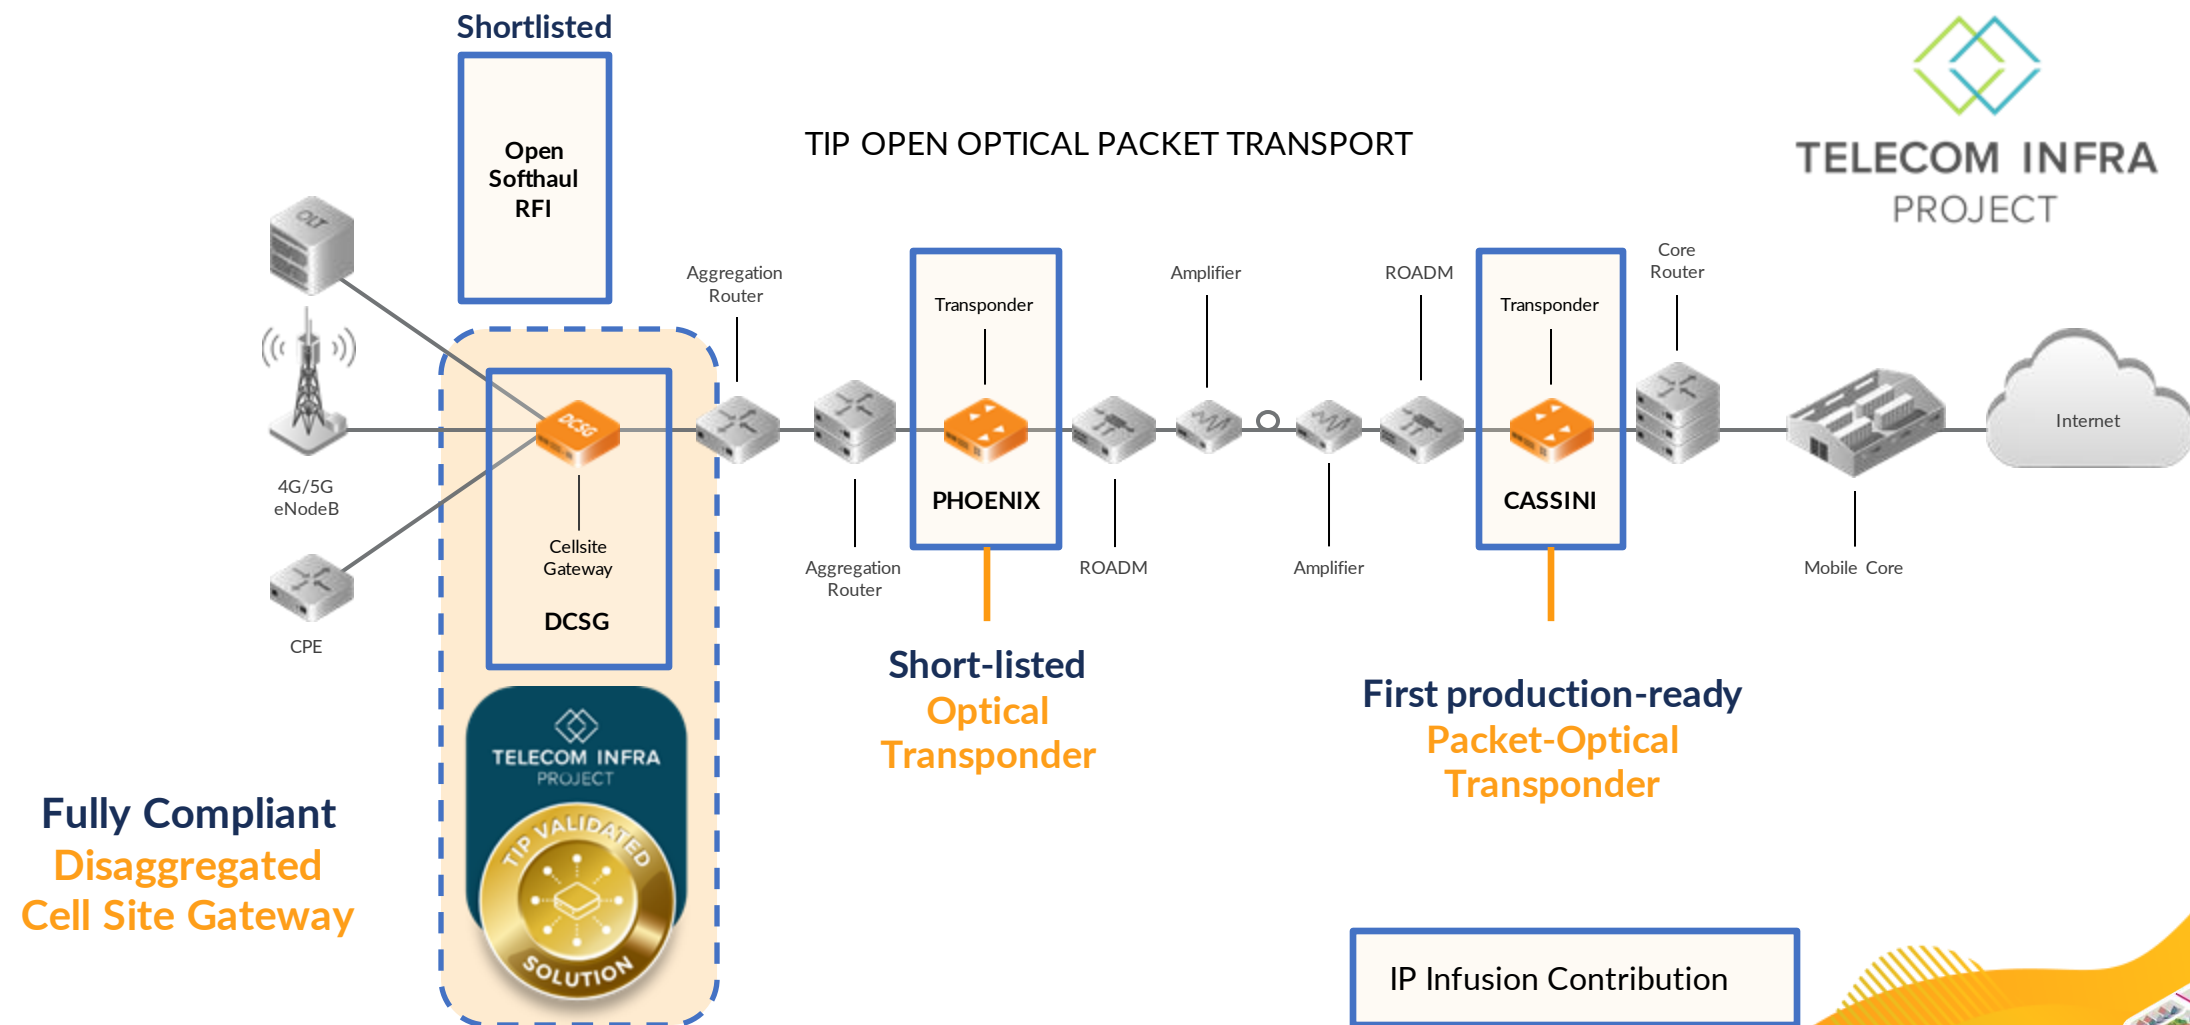 Shortlisted
Open
Softhaul
RFI
TIP OPEN OPTICAL PACKET TRANSPORT
TELECOM INFRA
PROJECT
OLT
4G/5G
eNodeB
CPE
DCSG
Cellsite
Gateway
DCSG
Aggregation
Router
Aggregation
Router
Transponder
PHOENIX
ROADM
Amplifier
Amplifier
ROADM
Transponder
CASSINI
Core
Router
Mobile Core
Internet
Short-listed
Optical
Transponder
First production-ready
Packet-Optical
Transponder
Fully Compliant
Disaggregated
Cell Site Gateway
TELECOM INFRA
PROJECT
TIP VALIDATED
SOLUTION
IP Infusion Contribution